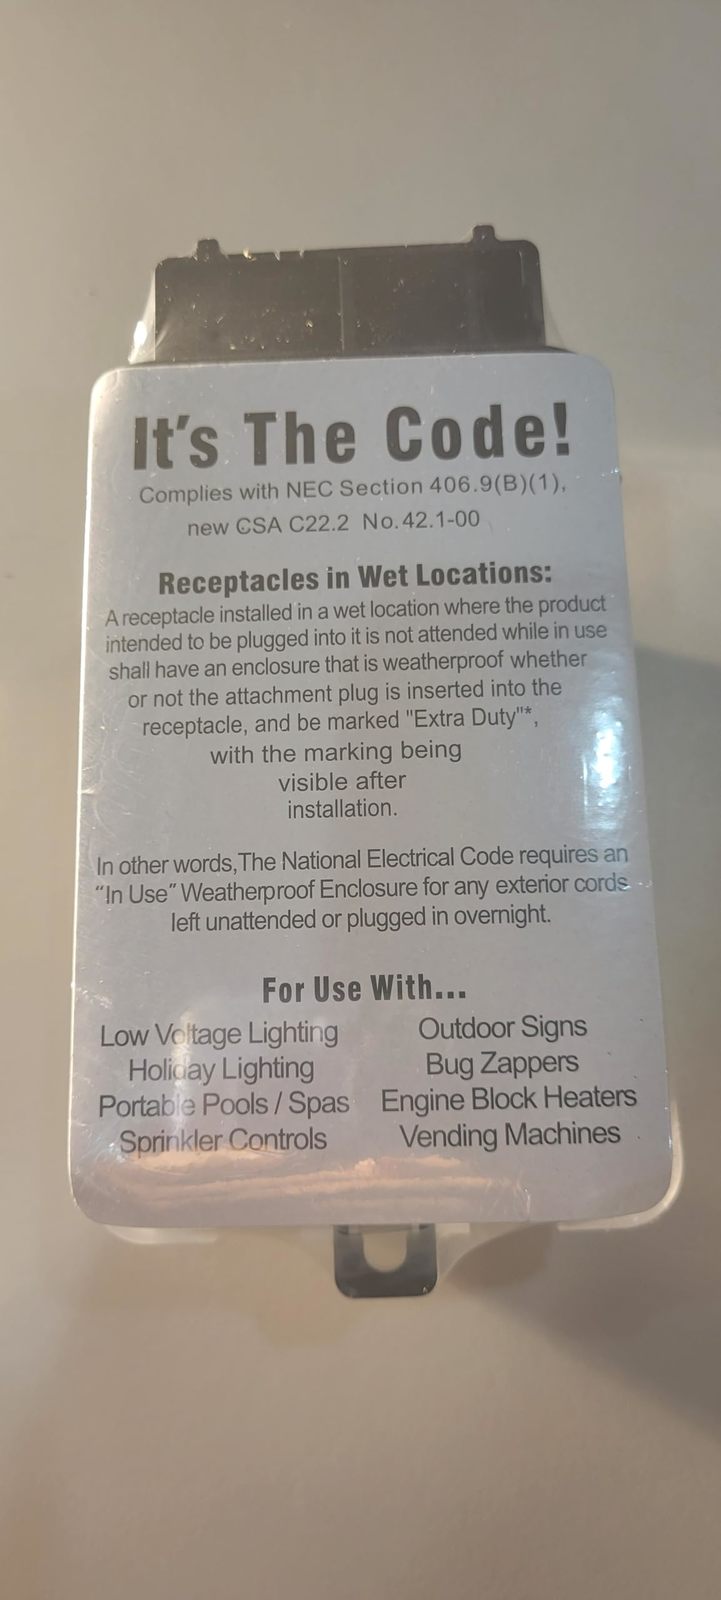 It's The Code!
Complies with NEC Section 406.9(B)(1),
new CSA C22.2 No.42.1-00
Receptacles in Wet Locations:
A receptacle installed in a wet location where the product
intended to be plugged into it is not attended while in use
shall have an enclosure that is weatherproof whether
or not the attachment plug is inserted into the
receptacle, and be marked "Extra Duty"*,
with the marking being
visible after
installation.
In other words,The National Electrical Code requires an
“In Use” Weatherproof Enclosure for any exterior cords
left unattended or plugged in overnight.
For Use With...
Low Voltage Lighting
Holiday Lighting
Portable Pools / Spas
Sprinkler Controls
Outdoor Signs
Bug Zappers
Engine Block Heaters
Vending Machines